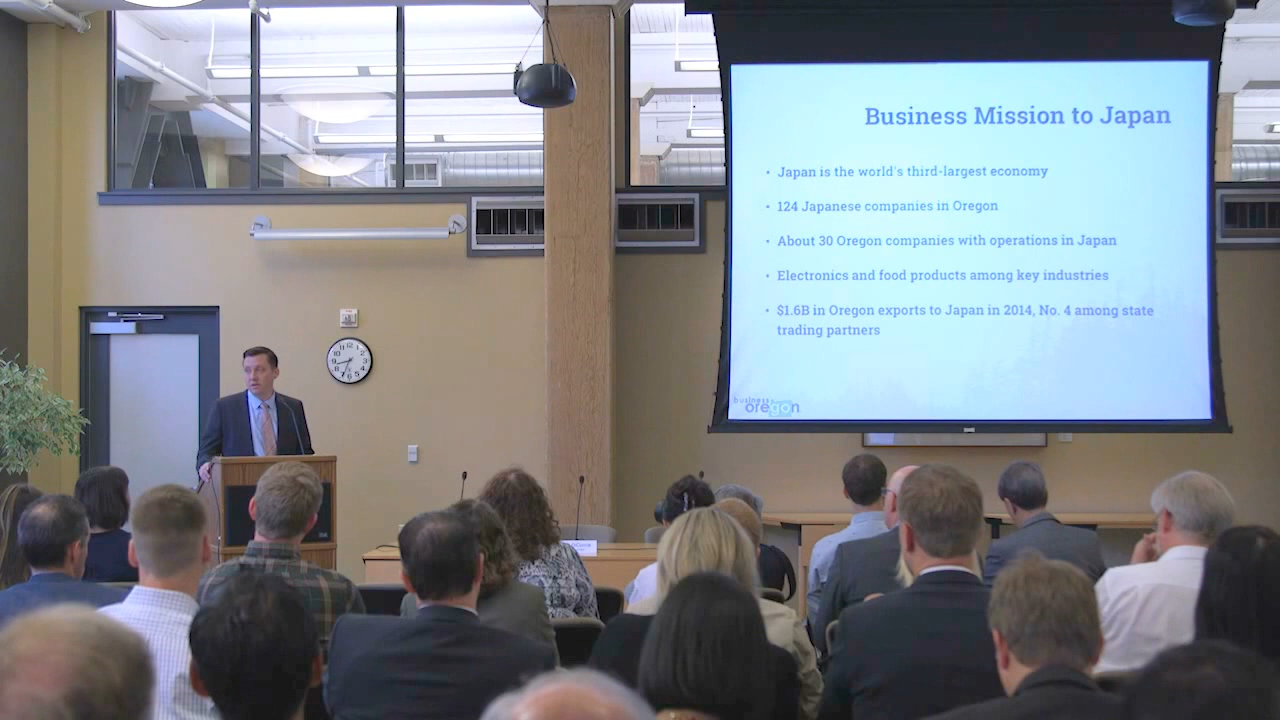 Business Mission to Japan
• Japan is the world's third-largest economy
• 124 Japanese companies in Oregon
• About 30 Oregon companies with operations in Japan
• Electronics and food products among key industries
• $1.6B in Oregon exports to Japan in 2014, No. 4 among state
trading partners
business
oregon